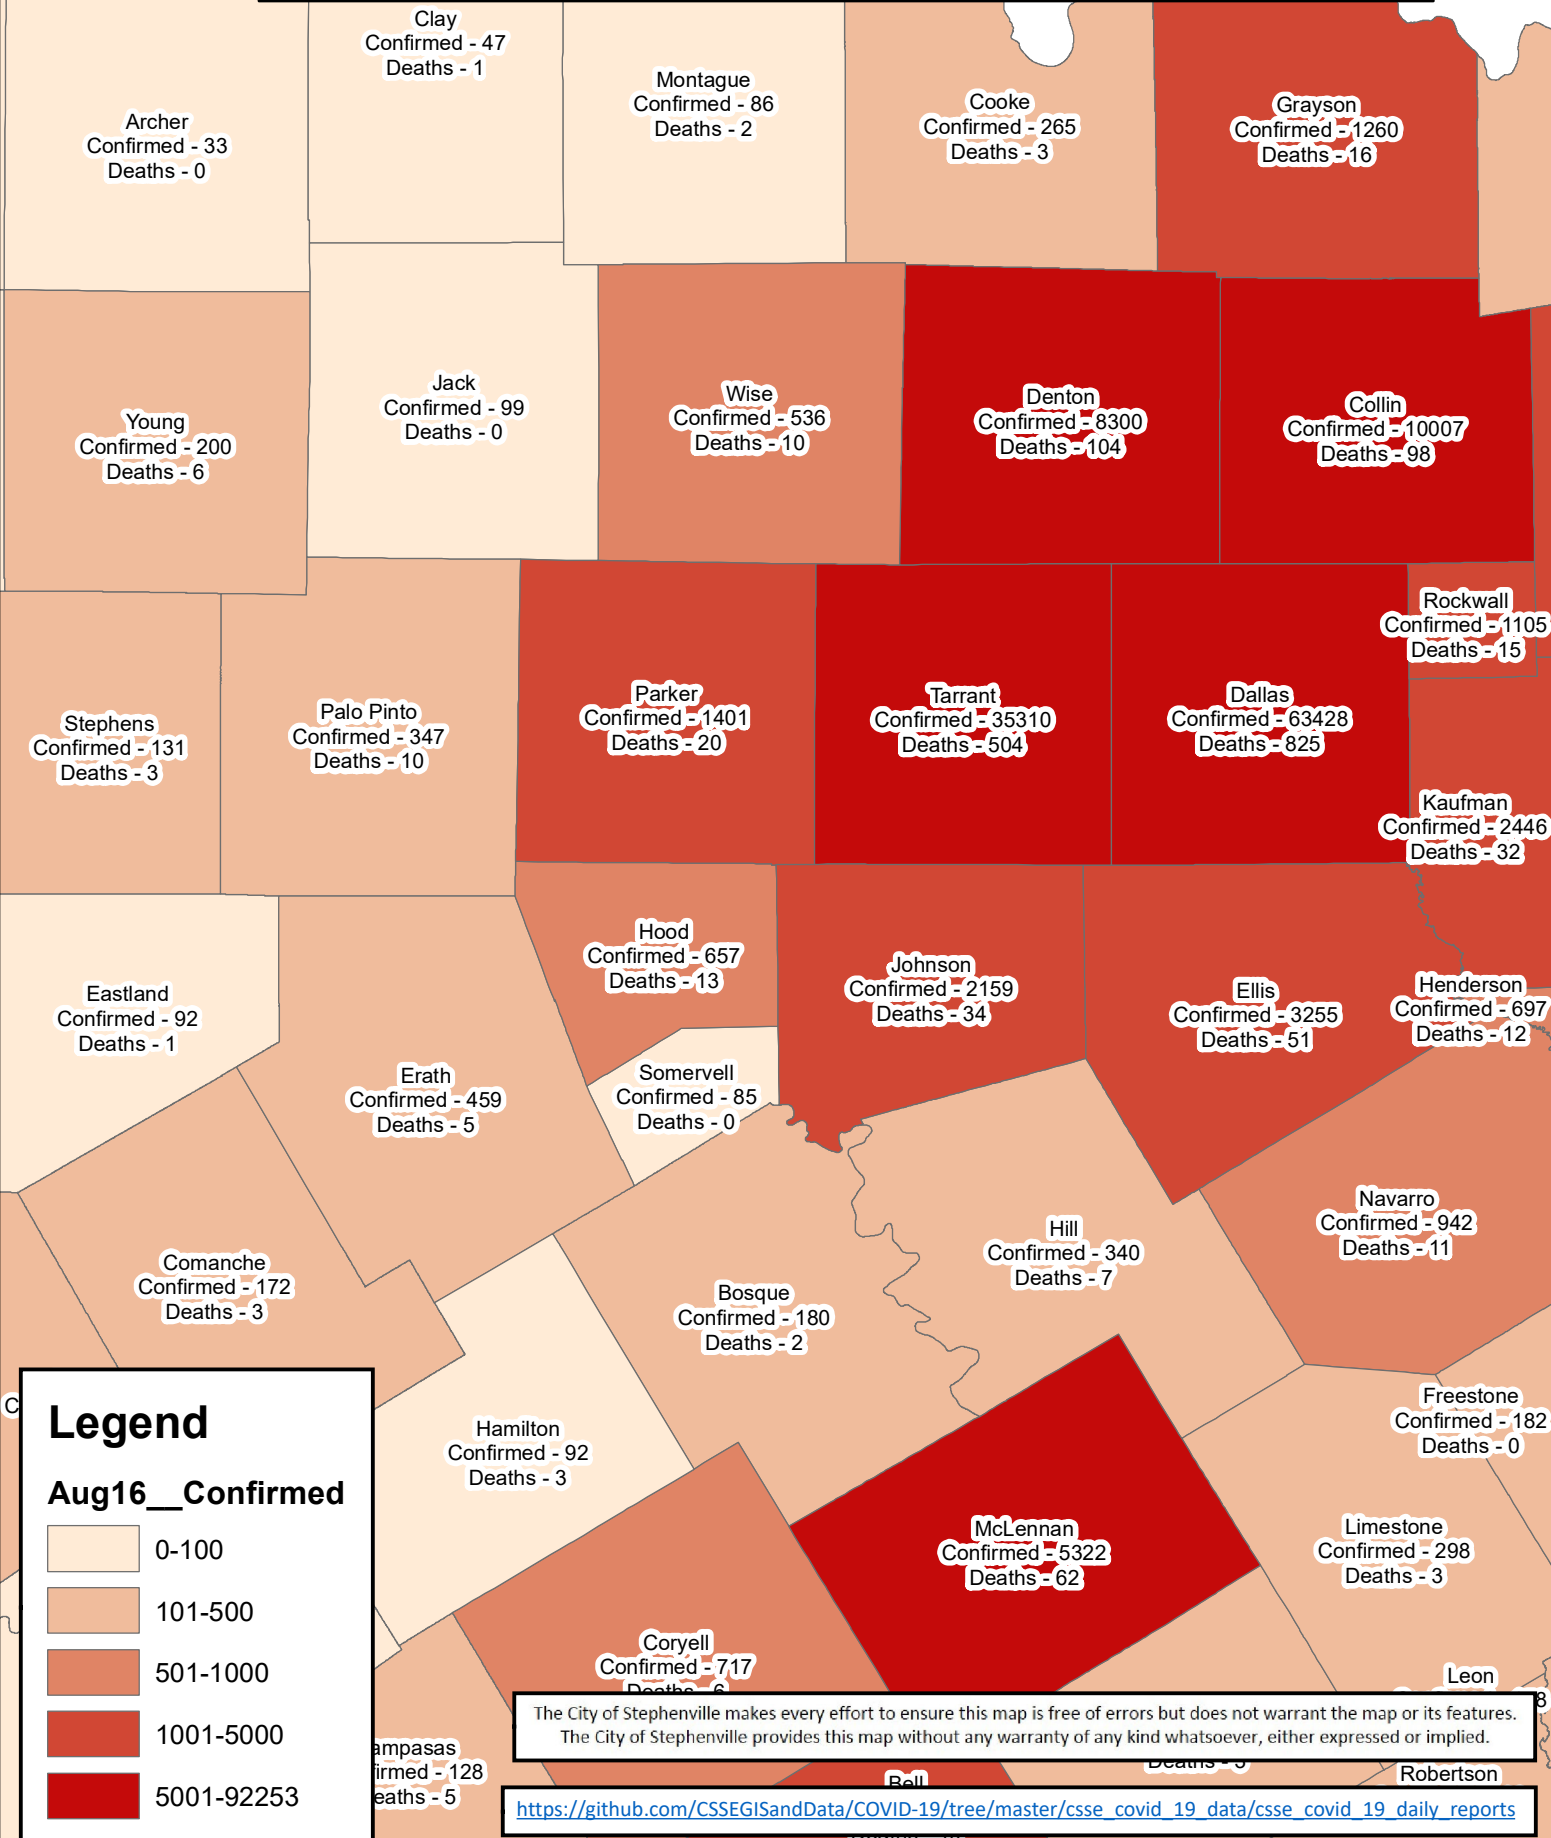 Clay
Confirmed - 47
Deaths - 1
Montague
Confirmed - 86
Deaths - 2
Cooke
Confirmed - 265
Deaths - 3
Grayson
Confirmed - 1260
Deaths - 16
Archer
Confirmed - 33
Deaths - 0
Jack
Confirmed - 99
Deaths - 0
Wise
Confirmed - 536
Deaths - 10
Denton
Confirmed - 8300
Deaths - 104
Collin
Confirmed - 10007
Deaths - 98
Young
Confirmed - 200
Deaths - 6
Rockwall
Confirmed - 1105
Deaths - 15
Stephens
Confirmed - 131
Deaths - 3
Palo Pinto
Confirmed - 347
Deaths - 10
Parker
Confirmed - 1401
Deaths - 20
Tarrant
Confirmed - 35310
Deaths - 504
Dallas
Confirmed - 63428
Deaths - 825
Kaufman
Confirmed - 2446
Deaths - 32
Hood
Confirmed - 657
Deaths - 13
Johnson
Confirmed - 2159
Deaths - 34
Ellis
Confirmed - 3255
Deaths - 51
Henderson
Confirmed - 697
Deaths - 12
Eastland
Confirmed - 92
Deaths - 1
Erath
Confirmed - 459
Deaths - 5
Somervell
Confirmed - 85
Deaths - 0
Navarro
Confirmed - 942
Deaths - 11
Hill
Confirmed - 340
Deaths - 7
Comanche
Confirmed - 172
Deaths - 3
Bosque
Confirmed - 180
Deaths - 2
Freestone
Confirmed - 182
Deaths - 0
Hamilton
Confirmed - 92
Deaths - 3
McLennan
Confirmed - 5322
Deaths - 62
Limestone
Confirmed - 298
Deaths - 3
Coryell
Confirmed - 717
Deaths - 6
Leon
8
ampasas
firmed - 128
eaths - 5
Deaths - 3
Bell
Robertson
C
Legend
Aug16__Confirmed
0-100
101-500
501-1000
1001-5000
5001-92253
The City of Stephenville makes every effort to ensure this map is free of errors but does not warrant the map or its features.
The City of Stephenville provides this map without any warranty of any kind whatsoever, either expressed or implied.
https://github.com/CSSEGISandData/COVID-19/tree/master/csse_covid_19_data/csse_covid_19_daily_reports